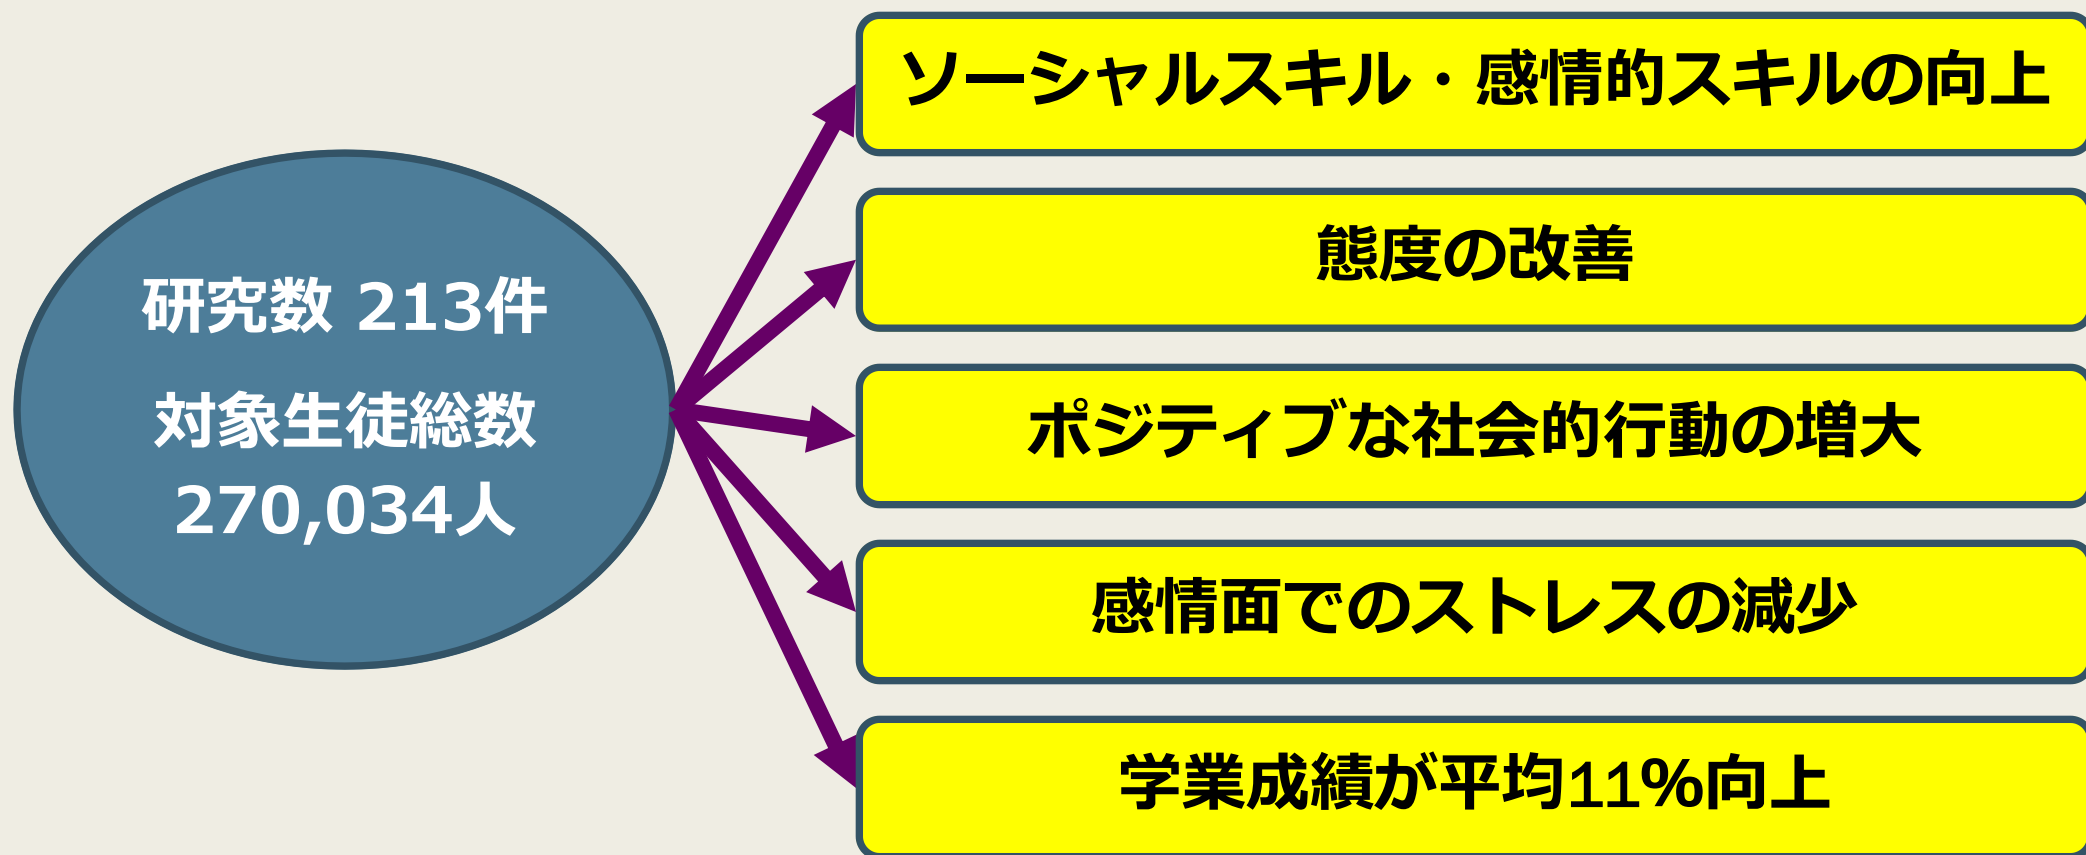 研究数 213件
対象生徒総数
270,034人
ソーシャルスキル・感情的スキルの向上
態度の改善
ポジティブな社会的行動の増大
感情面でのストレスの減少
学業成績が平均11%向上